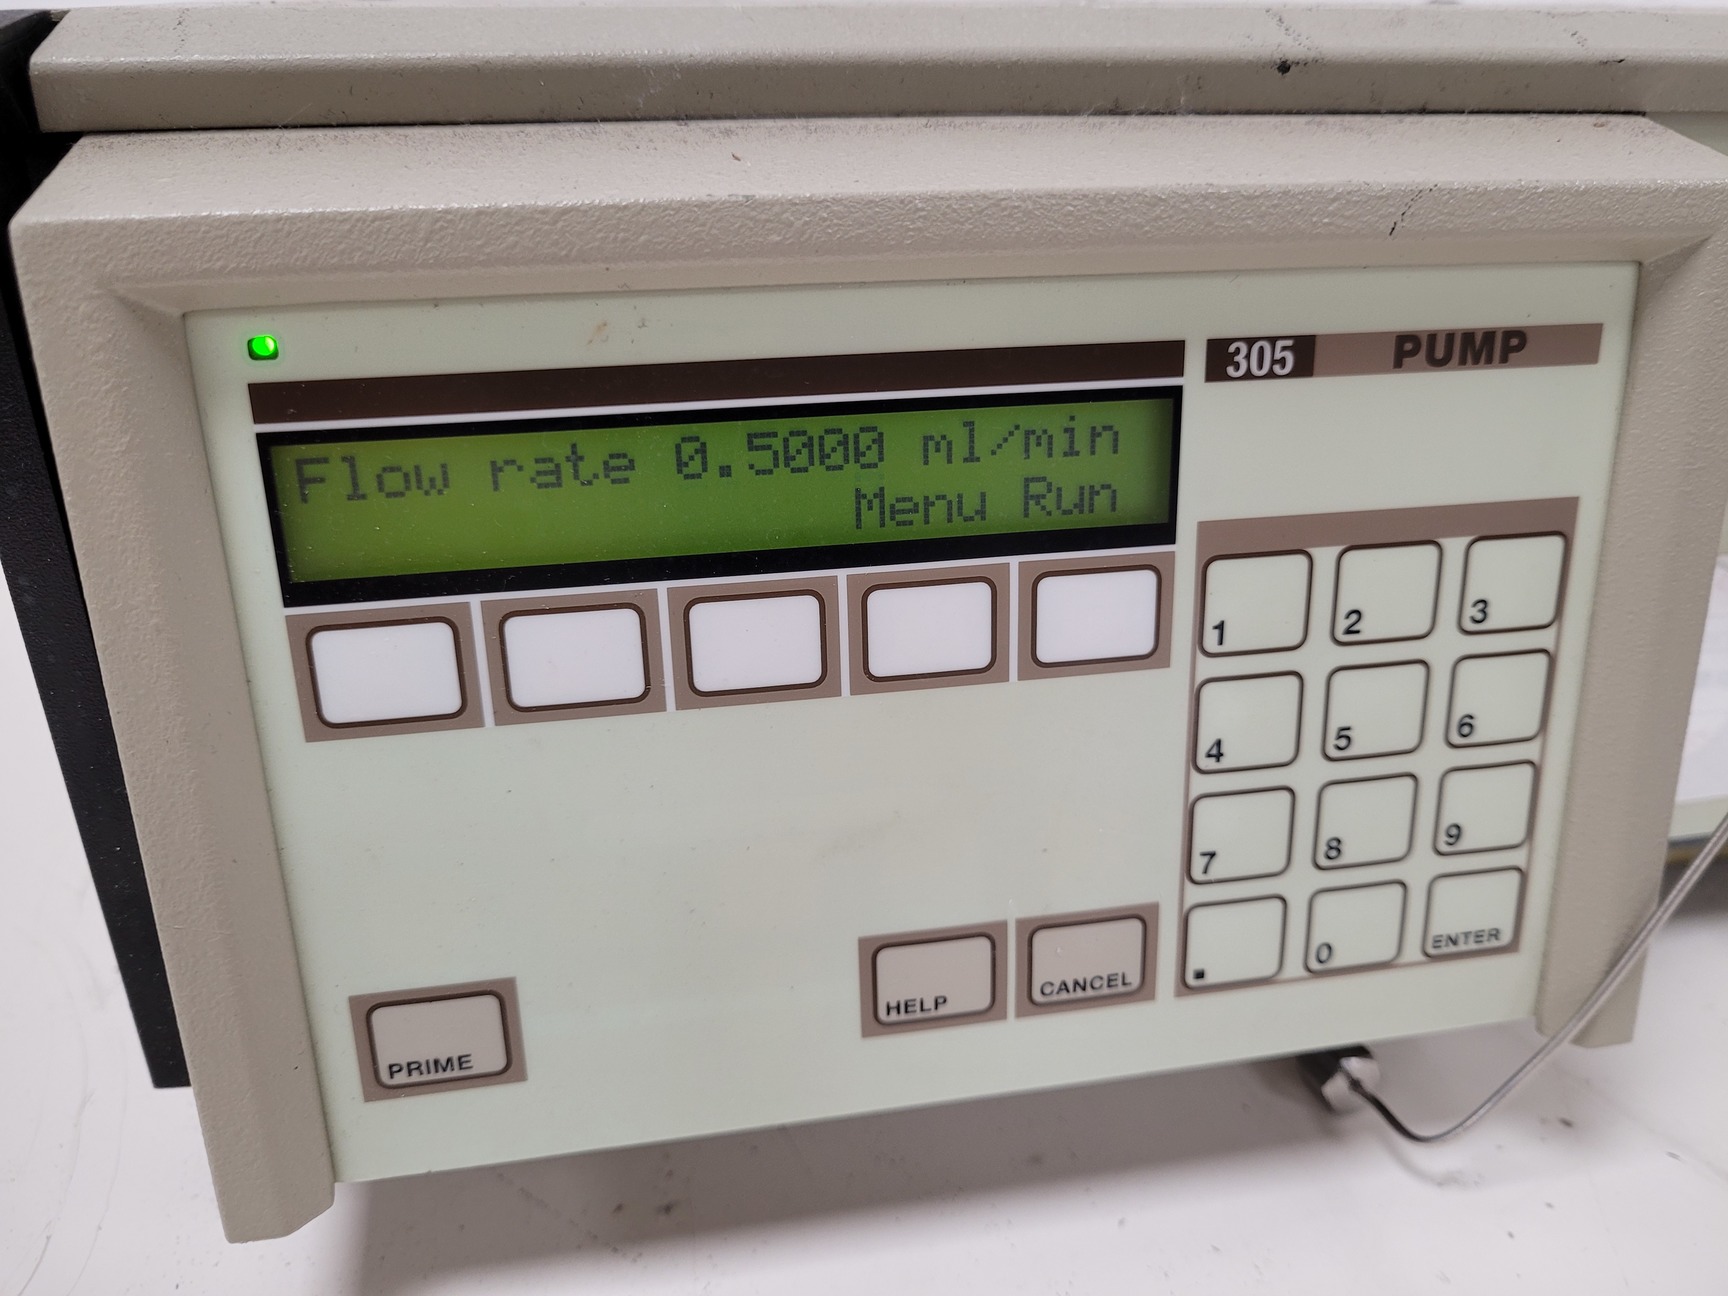 305 PUMP
Flow rate 0.5000 ml/min
Menu Run
1 2 3
4 5 6
7 8 9
. 0 ENTER
HELP CANCEL
PRIME